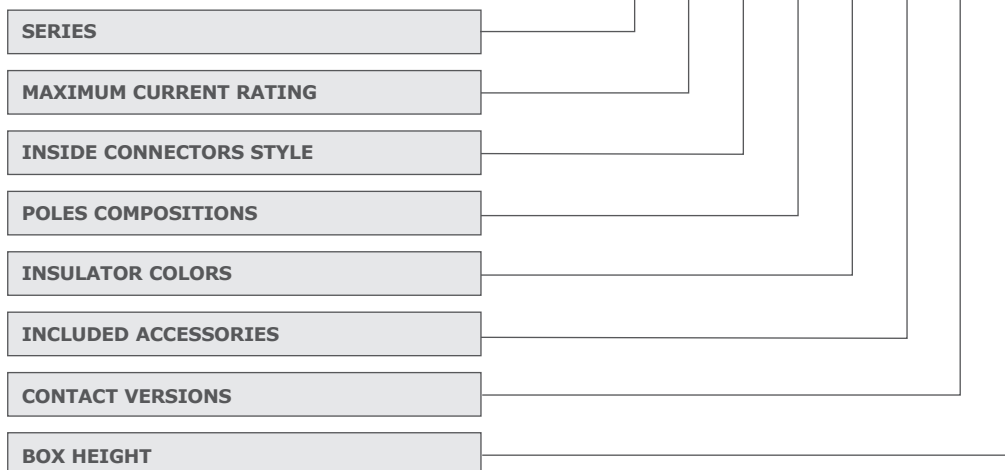 SERIES
MAXIMUM CURRENT RATING
INSIDE CONNECTORS STYLE
POLES COMPOSITIONS
INSULATOR COLORS
INCLUDED ACCESSORIES
CONTACT VERSIONS
BOX HEIGHT